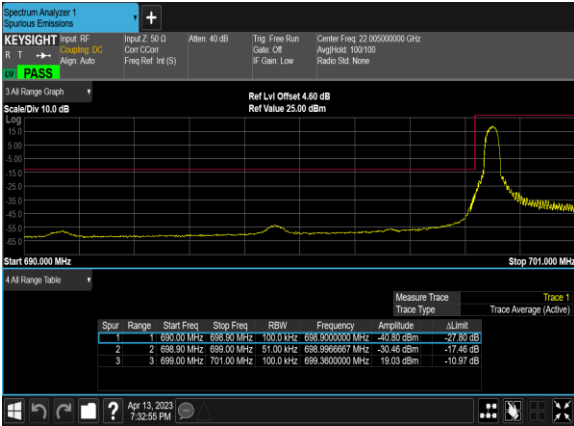 Spectrum Analyzer 1
Spurious Emissions
KEYSIGHT Input: RF Input Z: 50 Ω Atten: 40 dB Trig: Free Run Center Freq: 22.005000000 GHz
R T Coupling: DC Corr CCorr Gate: Off Avg|Hold: 100/100
Align: Auto Freq Ref: Int (S) IF Gain: Low Radio Std: None
LW PASS
3 All Range Graph
Ref Lvl Offset 4.60 dB
Scale/Div 10.0 dB Ref Value 25.00 dBm
Log
15.0
5.00
-5.00
-15.0
-25.0
-35.0
-45.0
-55.0
-65.0
Start 690.000 MHz Stop 701.000 MHz
4 All Range Table
Measure Trace Trace 1
Trace Type Trace Average (Active)
Spur Range Start Freq Stop Freq RBW Frequency Amplitude ΔLimit
1 1 690.00 MHz 698.90 MHz 100.0 kHz 698.9000000 MHz -40.80 dBm -27.80 dB
2 2 698.90 MHz 699.00 MHz 51.00 kHz 698.9966667 MHz -30.46 dBm -17.46 dB
3 3 699.00 MHz 701.00 MHz 100.0 kHz 699.3600000 MHz 19.03 dBm -10.97 dB
Apr 13, 2023
7:32:55 PM